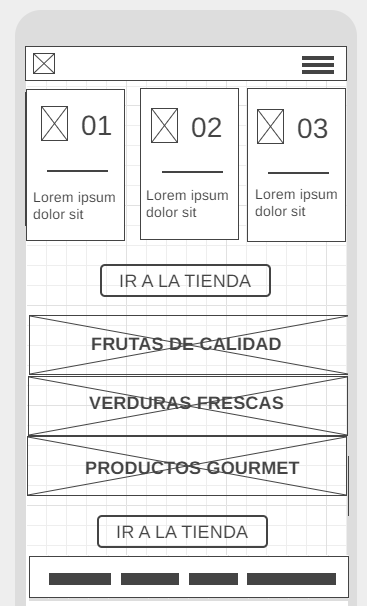 01
Lorem ipsum
dolor sit
02
Lorem ipsum
dolor sit
03
Lorem ipsum
dolor sit
IR A LA TIENDA
FRUTAS DE CALIDAD
VERDURAS FRESCAS
PRODUCTOS GOURMET
IR A LA TIENDA